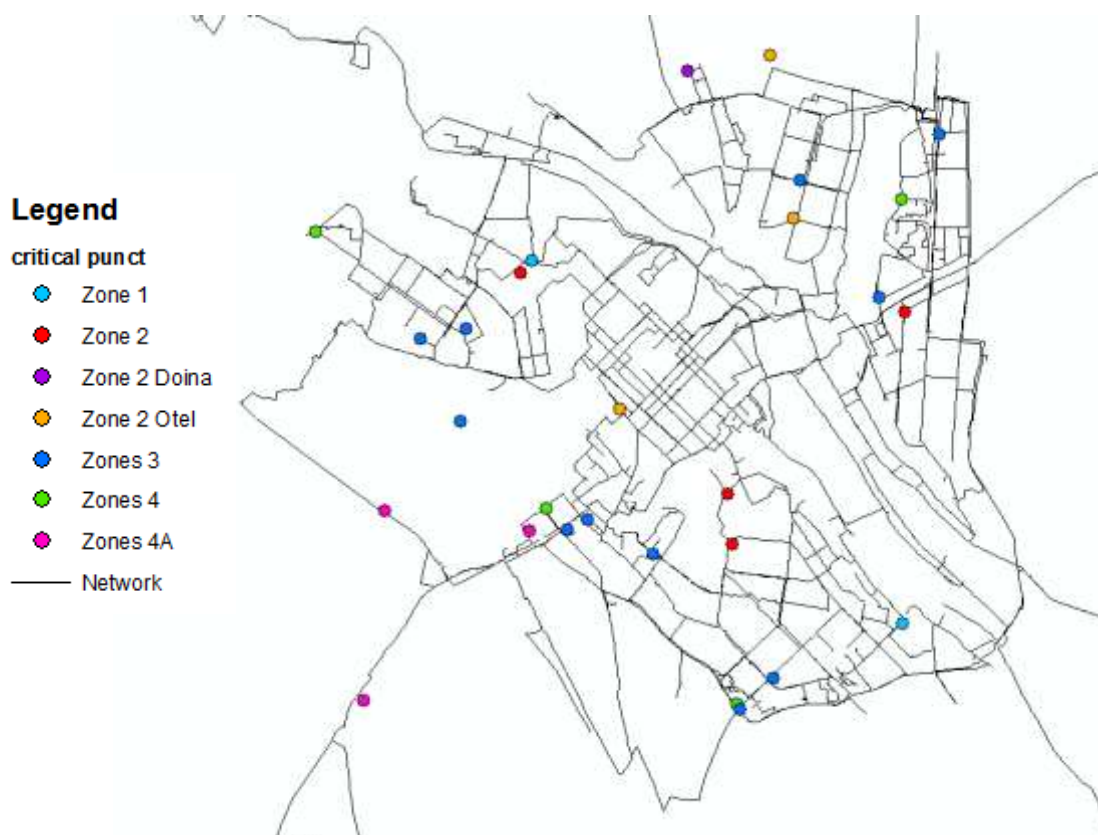 Legend
critical punct
Zone 1
Zone 2
Zone 2 Doina
Zone 2 Otel
Zones 3
Zones 4
Zones 4A
Network